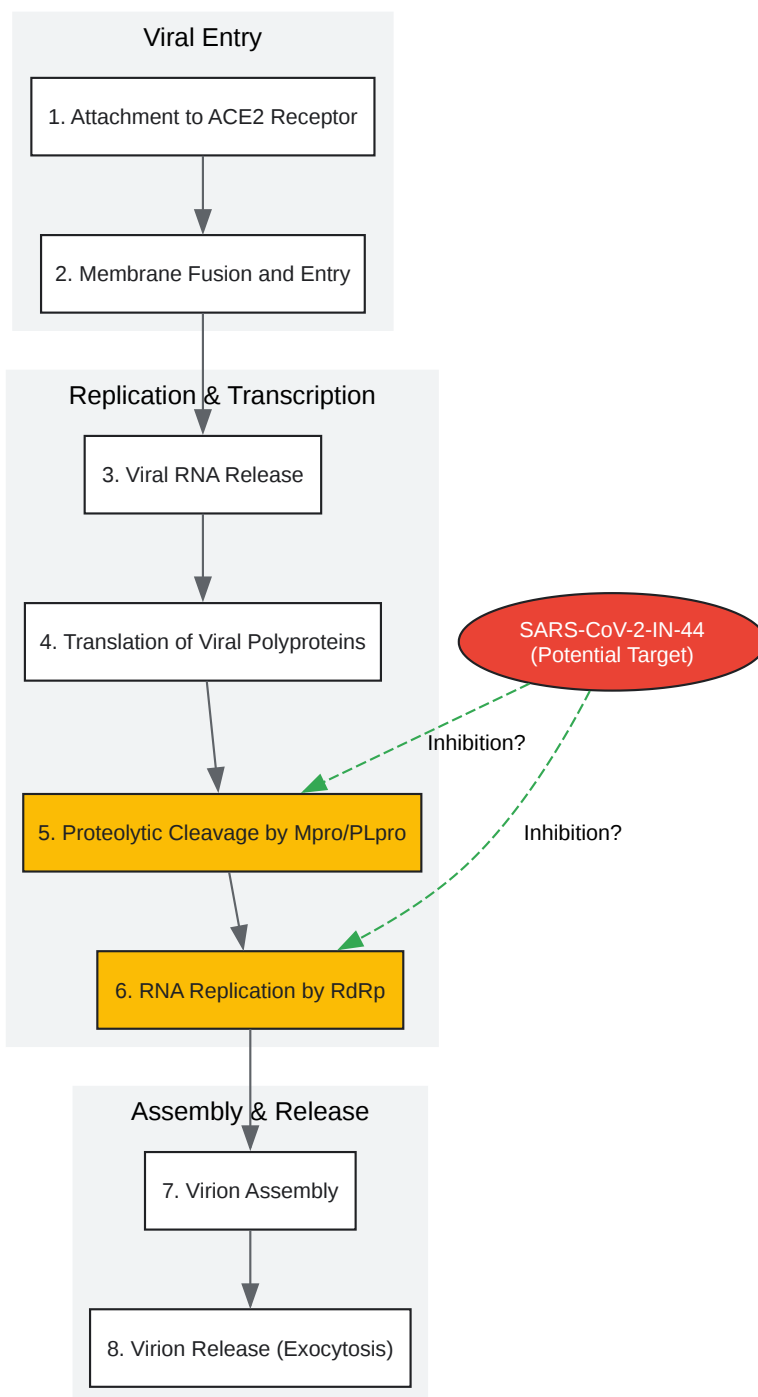 Viral Entry
1. Attachment to ACE2 Receptor
2. Membrane Fusion and Entry
Replication & Transcription
3. Viral RNA Release
4. Translation of Viral Polyproteins
SARS-CoV-2-IN-44
(Potential Target)
Inhibition?
5. Proteolytic Cleavage by Mpro/PLpro
Inhibition?
6. RNA Replication by RdRp
Assembly & Release
7. Virion Assembly
8. Virion Release (Exocytosis)